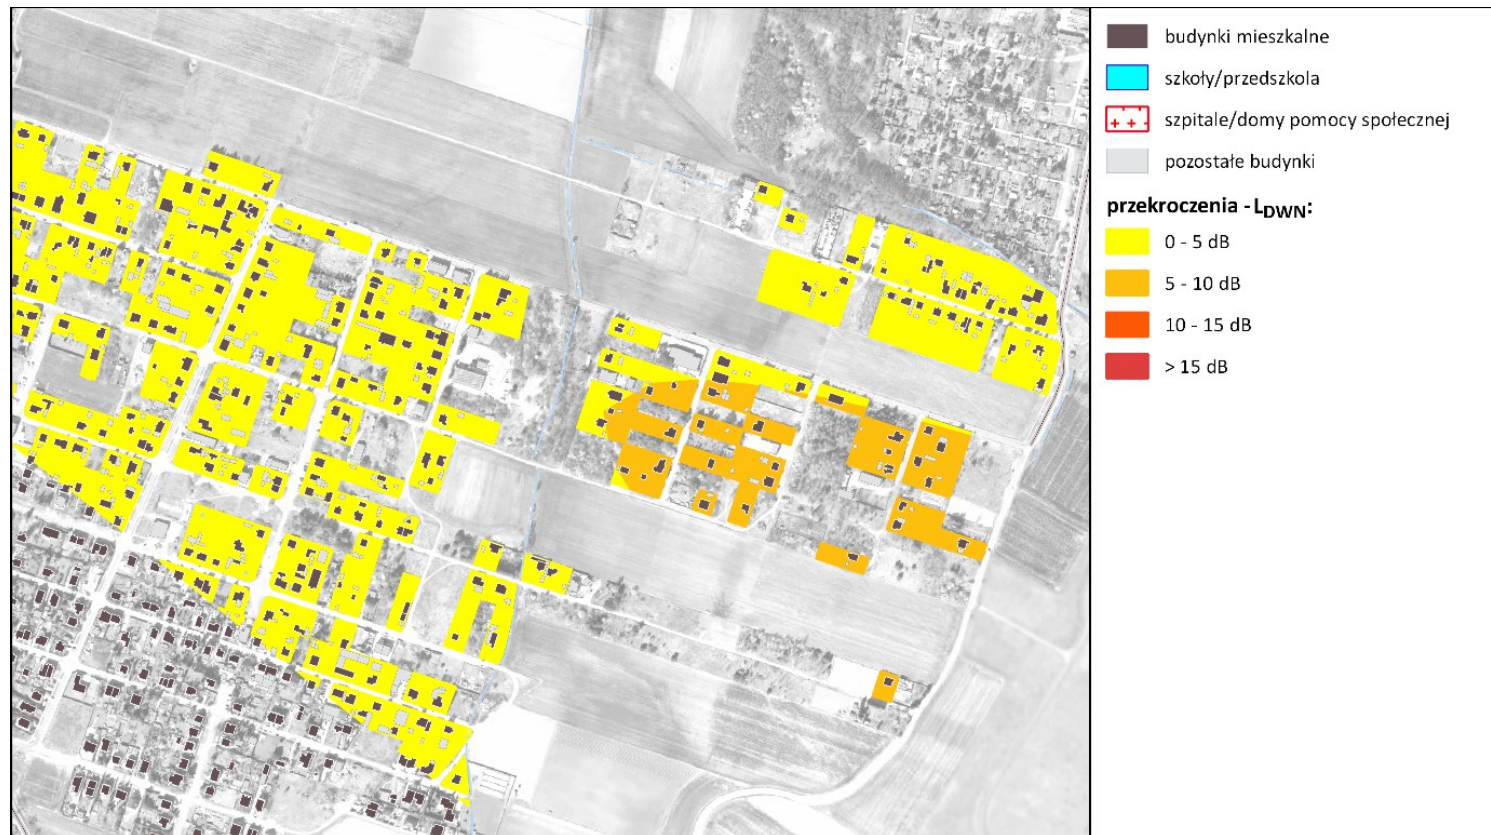 budynki mieszkalne
szkoły/przedszkola
szpitale/domy pomocy społecznej
pozostałe budynki
przekroczenia - LDWN:
0 - 5 dB
5 - 10 dB
10 - 15 dB
> 15 dB